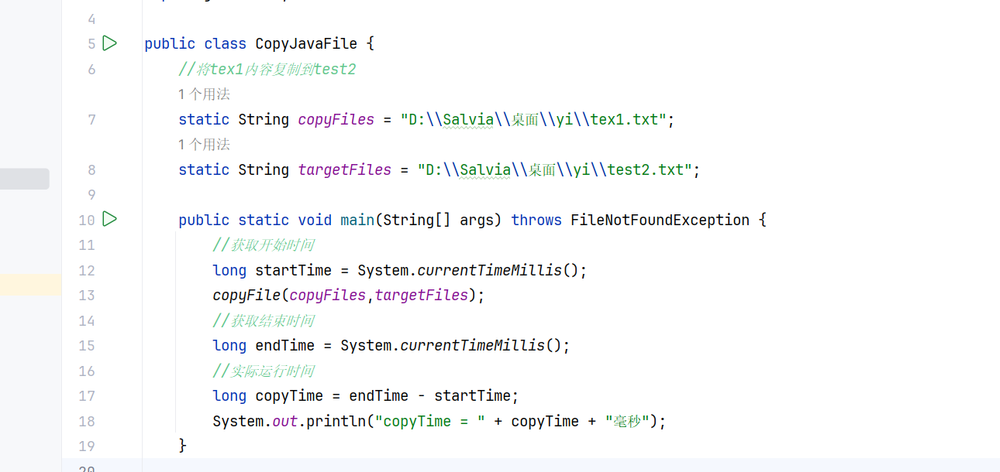 4
5 public class CopyJavaFile {
6 //将tex1内容复制到test2
1 个用法
7 static String copyFiles = "D:\\Salvia\\桌面\\yi\\tex1.txt";
1 个用法
8 static String targetFiles = "D:\\Salvia\\桌面\\yi\\test2.txt";
9
10 public static void main(String[] args) throws FileNotFoundException {
11 //获取开始时间
12 long startTime = System.currentTimeMillis();
13 copyFile(copyFiles,targetFiles);
14 //获取结束时间
15 long endTime = System.currentTimeMillis();
16 //实际运行时间
17 long copyTime = endTime - startTime;
18 System.out.println("copyTime = " + copyTime + "毫秒");
19 }
20